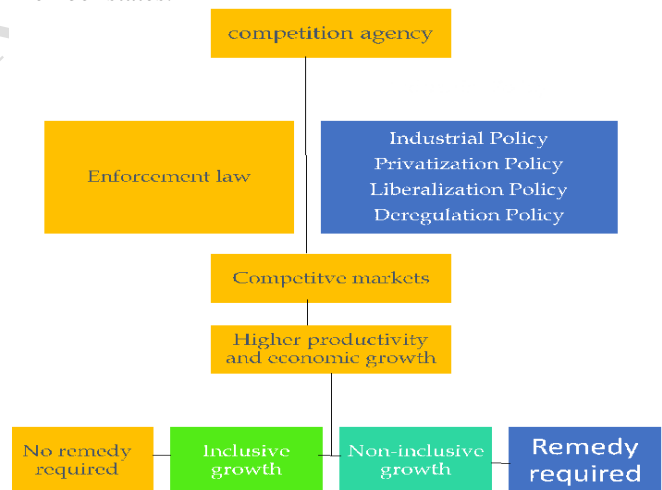 competition agency
Enforcement law
Industrial Policy
Privatization Policy
Liberalization Policy
Deregulation Policy
Competitve markets
Higher productivity
and economic growth
No remedy
required
Inclusive
growth
Non-inclusive
growth
Remedy
required